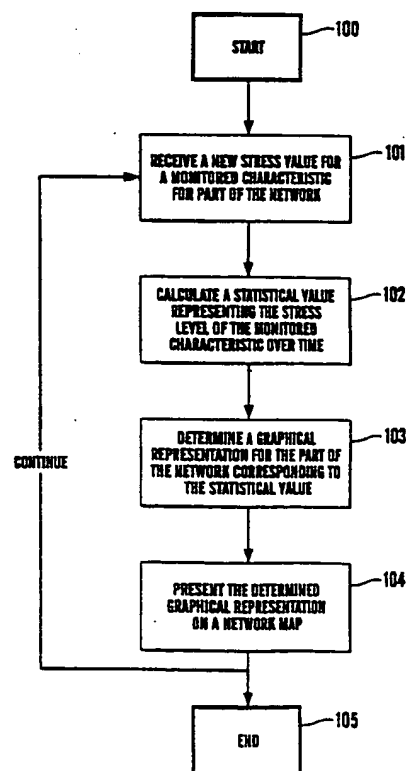 START
100
RECEIVE A NEW STRESS VALUE FOR
A MONITORED CHARACTERISTIC
FOR PART OF THE NETWORK
101
CALCULATE A STATISTICAL VALUE
REPRESENTING THE STRESS
LEVEL OF THE MONITORED
CHARACTERISTIC OVER TIME
102
DETERMINE A GRAPHICAL
REPRESENTATION FOR THE PART OF
THE NETWORK CORRESPONDING TO
THE STATISTICAL VALUE
103
CONTINUE
PRESENT THE DETERMINED
GRAPHICAL REPRESENTATION
ON A NETWORK MAP
104
END
105